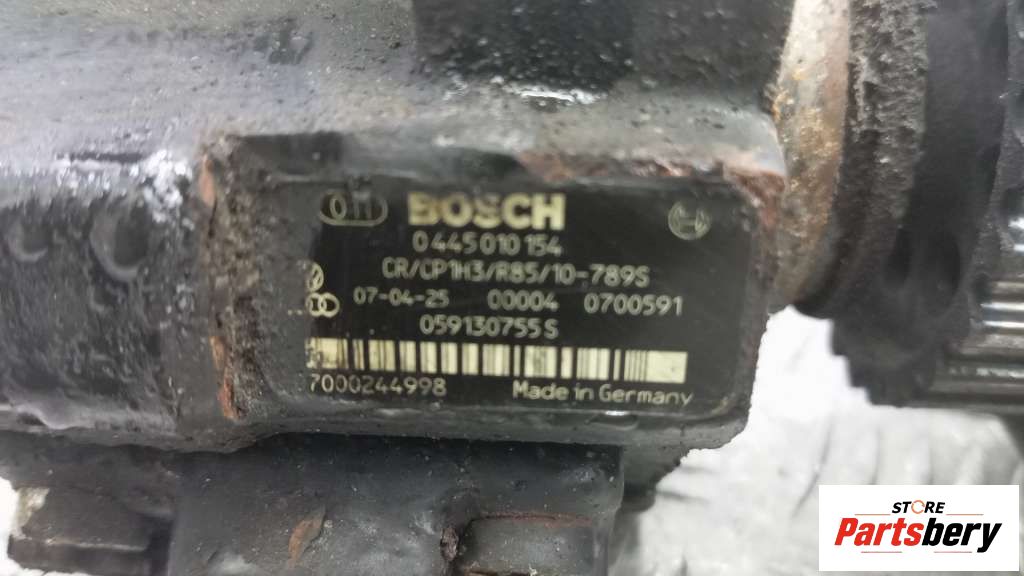 BOSCH
0 445 010 154
CR/CP1H3/R85/10-789S
07-04-25 00004 0700591
059130755S
7000244998 Made in Germany
STORE
Partsbery